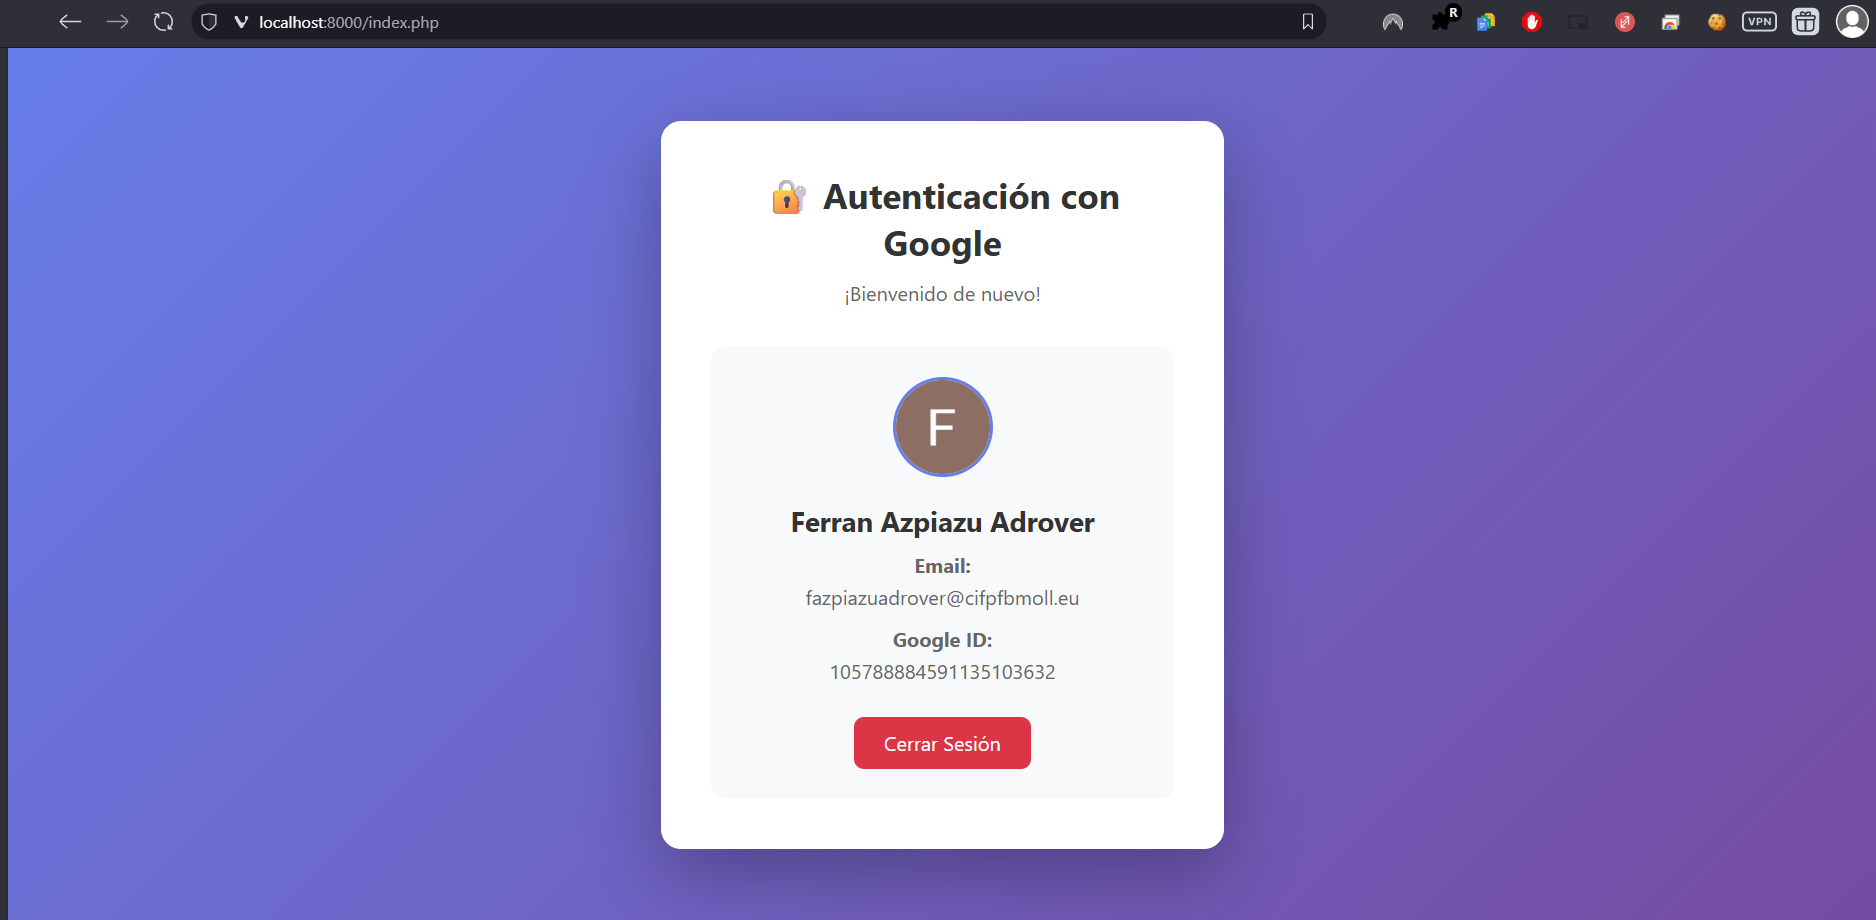 localhost:8000/index.php
R
VPN
🔐 Autenticación con
Google
¡Bienvenido de nuevo!
F
Ferran Azpiazu Adrover
Email:
fazpiazuadrover@cifpfbmoll.eu
Google ID:
105788884591135103632
Cerrar Sesión